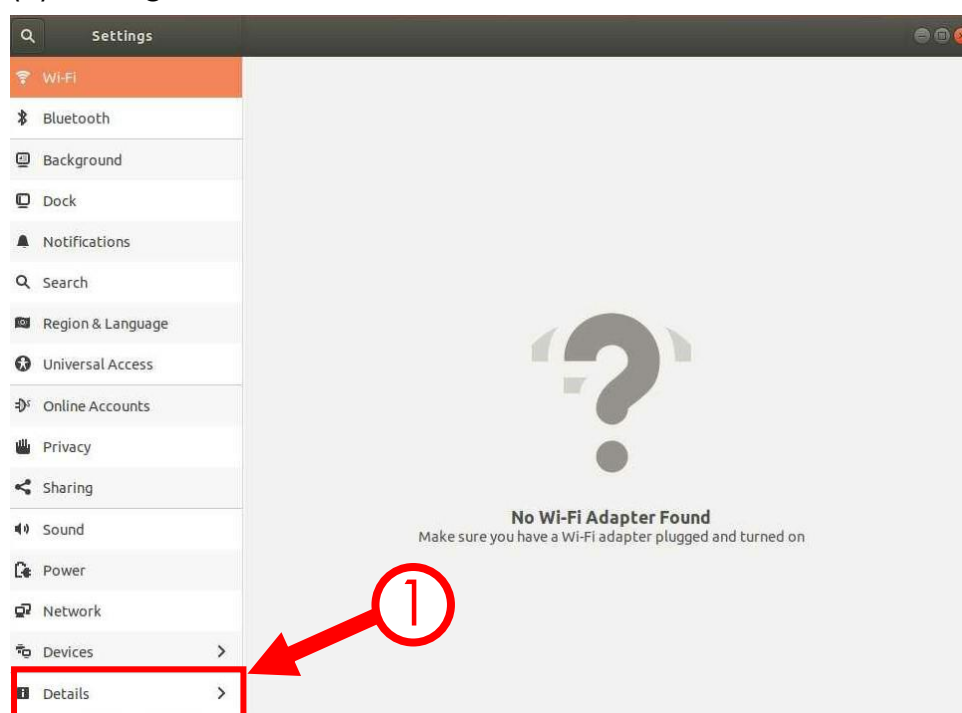 Settings
Wi-Fi
Bluetooth
Background
Dock
Notifications
Search
Region & Language
Universal Access
Online Accounts
Privacy
Sharing
Sound
Power
Network
Devices
Details
No Wi-Fi Adapter Found
Make sure you have a Wi-Fi adapter plugged and turned on
1